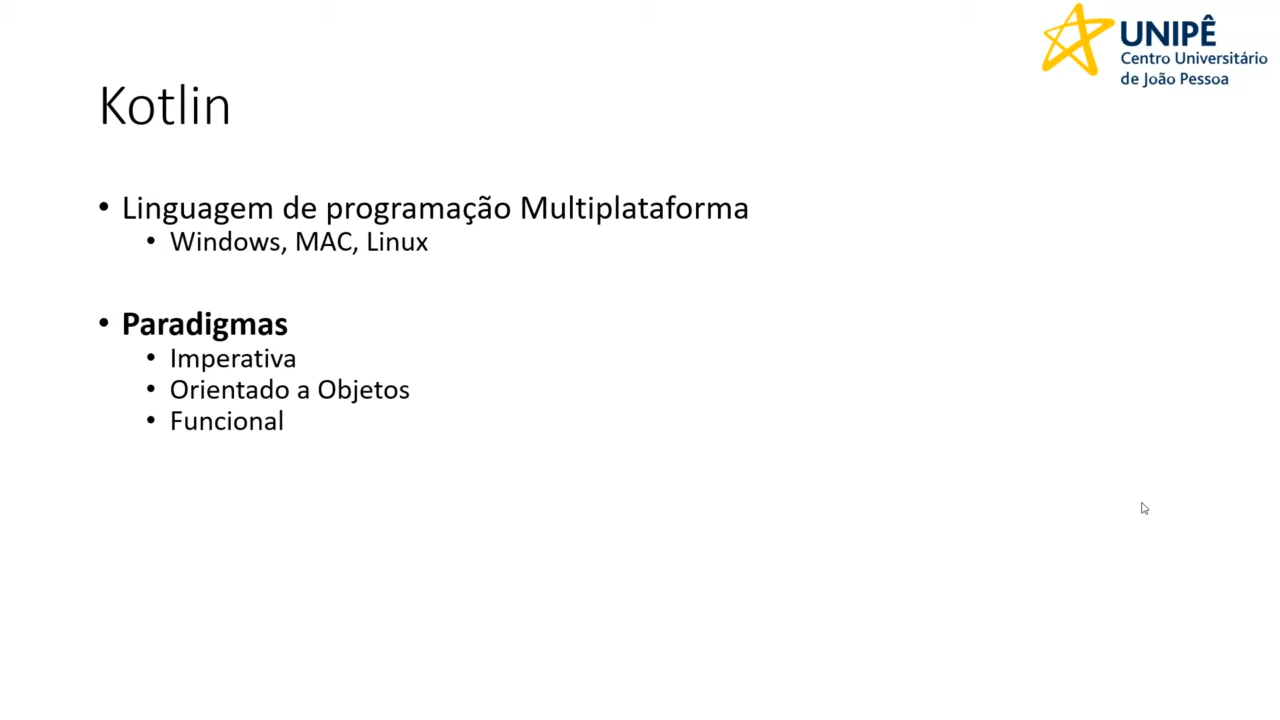 UNIPÊ
Centro Universitário
de João Pessoa
Kotlin
• Linguagem de programação Multiplataforma
• Windows, MAC, Linux
• Paradigmas
• Imperativa
• Orientado a Objetos
• Funcional